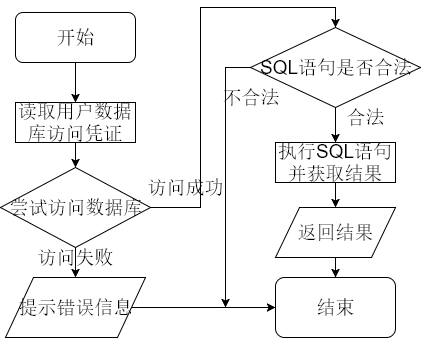 开始
读取用户数据
库访问凭证
尝试访问数据库
访问成功
访问失败
提示错误信息
SQL语句是否合法
不合法
合法
执行SQL语句
并获取结果
返回结果
结束